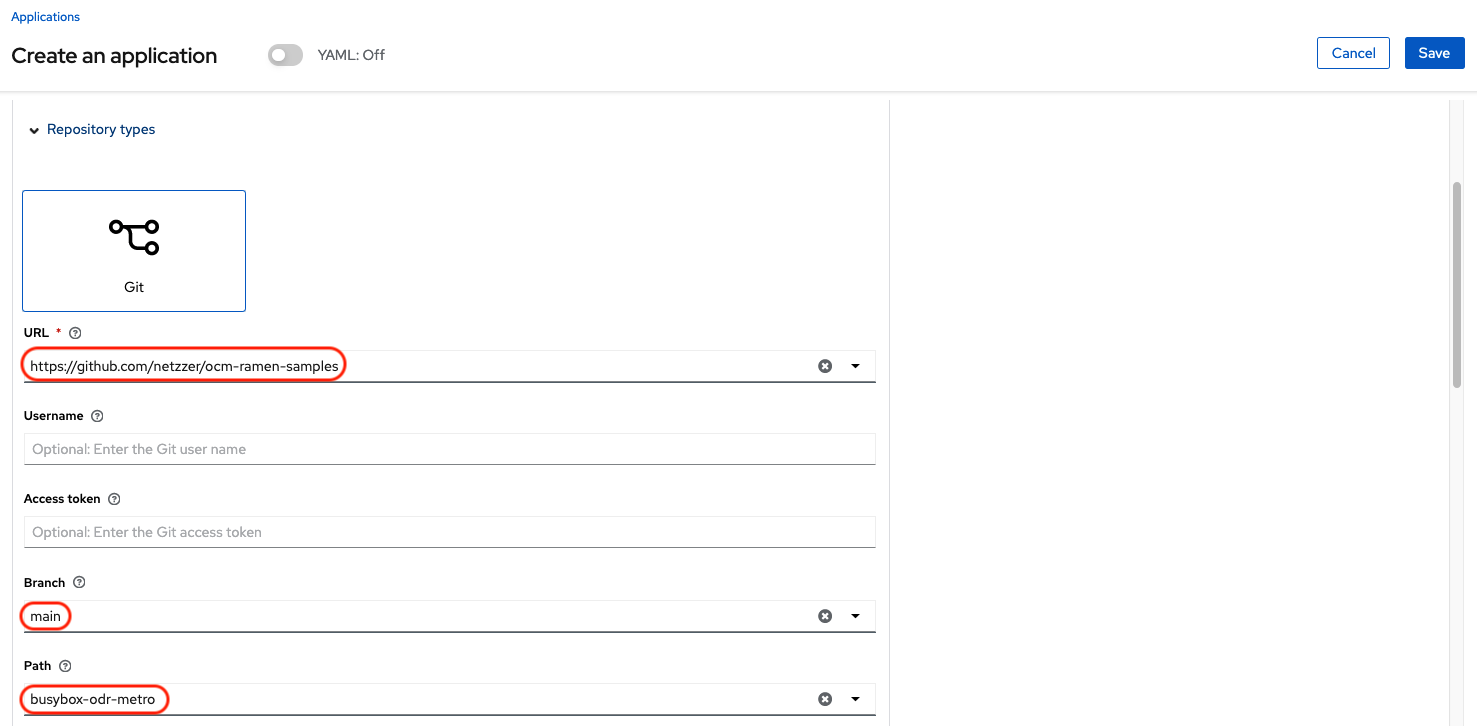 Applications
Create an application
YAML: Off
Cancel
Save
Repository types
Git
URL *
https://github.com/netzzer/ocm-ramen-samples
Username
Optional: Enter the Git user name
Access token
Optional: Enter the Git access token
Branch
main
Path
busybox-odr-metro